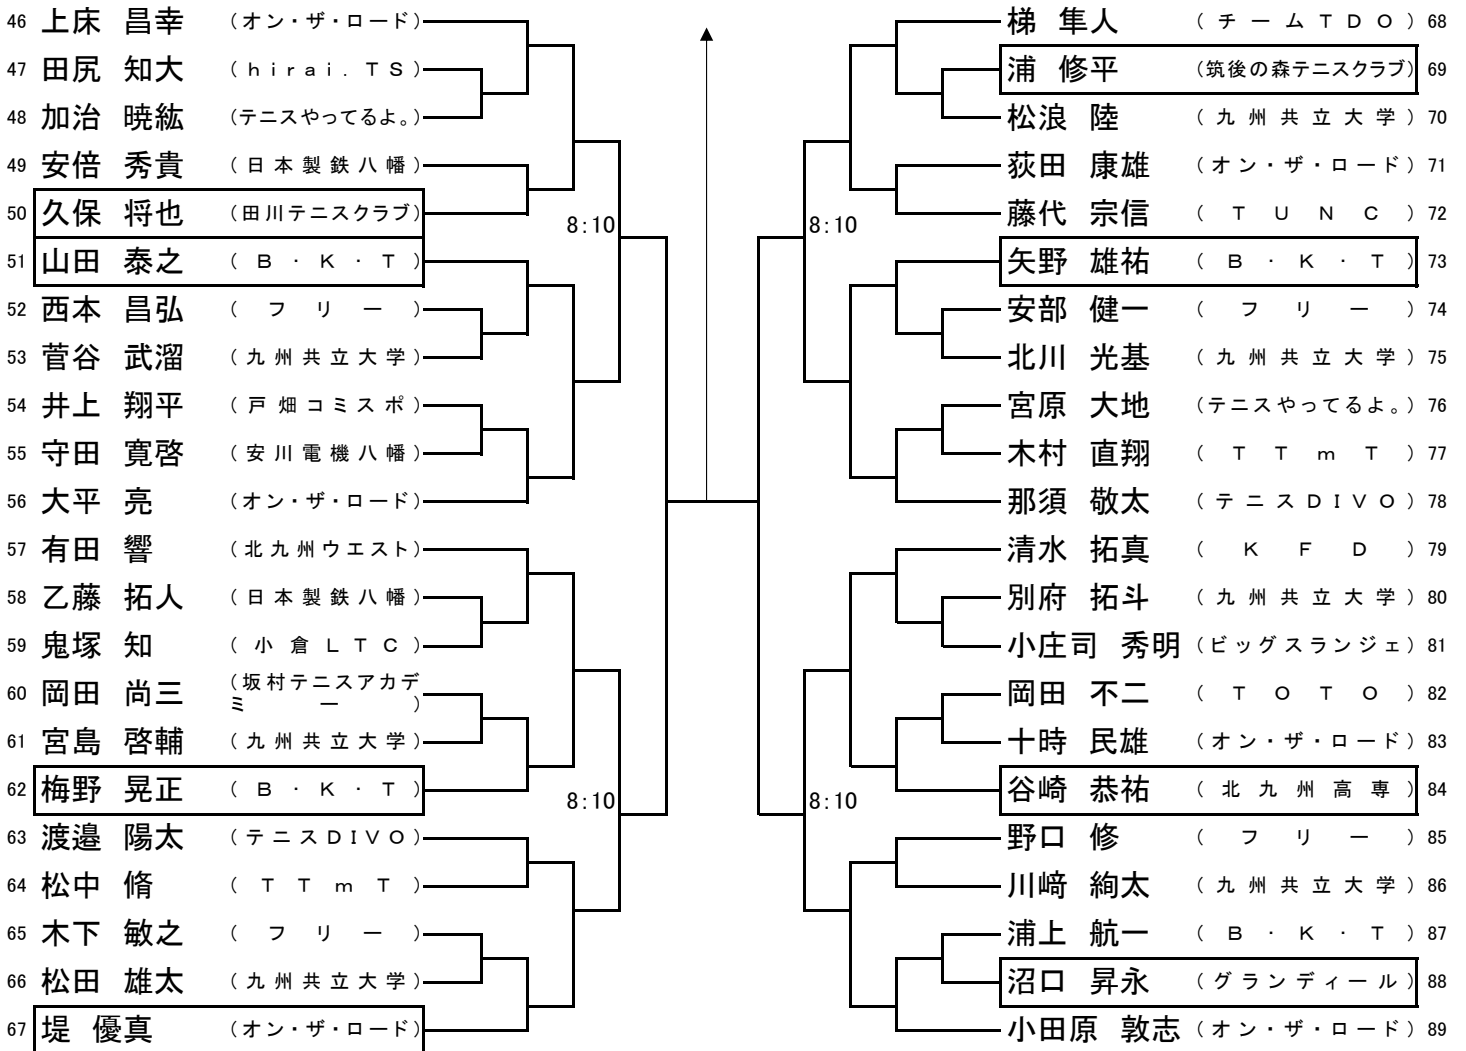 46 上床 昌幸 (オン・ザ・ロード)
47 田尻 知大 (hirai.TS)
48 加治 暁紘 (テニスやってるよ。)
49 安倍 秀貴 (日本製鉄八幡)
50 久保 将也 (田川テニスクラブ)
8:10
51 山田 泰之 (B・K・T)
52 西本 昌弘 (フリー)
53 菅谷 武溜 (九州共立大学)
54 井上 翔平 (戸畑コミスポ)
55 守田 寛啓 (安川電機八幡)
56 大平 亮 (オン・ザ・ロード)
57 有田 響 (北九州ウエスト)
58 乙藤 拓人 (日本製鉄八幡)
59 鬼塚 知 (小倉LTC)
60 岡田 尚三 (坂村テニスアカデ
ミー)
61 宮島 啓輔 (九州共立大学)
62 梅野 晃正 (B・K・T)
8:10
63 渡邉 陽太 (テニスDIVO)
64 松中 脩 (TTmT)
65 木下 敏之 (フリー)
66 松田 雄太 (九州共立大学)
67 堤 優真 (オン・ザ・ロード)
梯 隼人 (チームTDO) 68
浦 修平 (筑後の森テニスクラブ) 69
松浪 陸 (九州共立大学) 70
荻田 康雄 (オン・ザ・ロード) 71
藤代 宗信 (TUNC) 72
8:10
矢野 雄祐 (B・K・T) 73
安部 健一 (フリー) 74
北川 光基 (九州共立大学) 75
宮原 大地 (テニスやってるよ。) 76
木村 直翔 (TTmT) 77
那須 敬太 (テニスDIVO) 78
清水 拓真 (KFD) 79
別府 拓斗 (九州共立大学) 80
小庄司 秀明 (ビッグスランジェ) 81
岡田 不二 (TOTO) 82
十時 民雄 (オン・ザ・ロード) 83
谷崎 恭祐 (北九州高専) 84
8:10
野口 修 (フリー) 85
川﨑 絢太 (九州共立大学) 86
浦上 航一 (B・K・T) 87
沼口 昇永 (グランディール) 88
小田原 敦志 (オン・ザ・ロード) 89